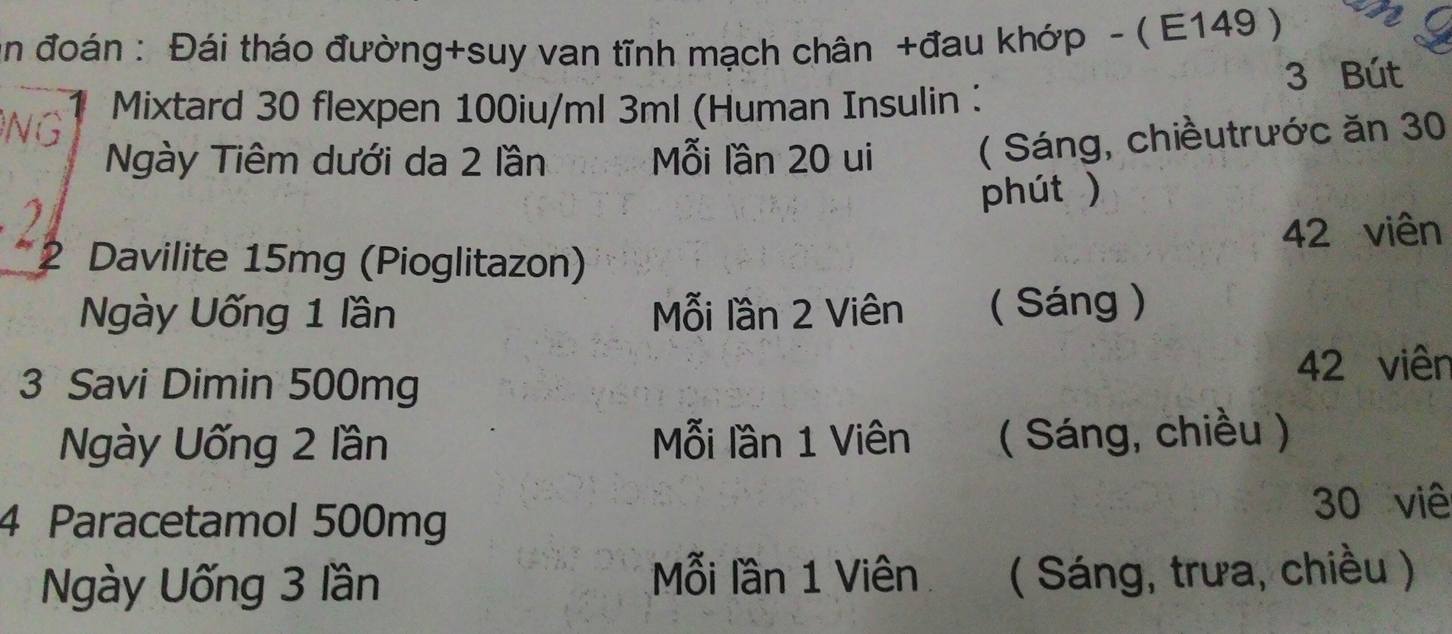 n đoán : Đái tháo đường+suy van tĩnh mạch chân +đau khớp - ( E149 )
1 Mixtard 30 flexpen 100iu/ml 3ml (Human Insulin : 3 Bút
Ngày Tiêm dưới da 2 lần Mỗi lần 20 ui ( Sáng, chiềutrước ăn 30
phút )
2 Davilite 15mg (Pioglitazon) 42 viên
Ngày Uống 1 lần Mỗi lần 2 Viên ( Sáng )
3 Savi Dimin 500mg 42 viên
Ngày Uống 2 lần Mỗi lần 1 Viên ( Sáng, chiều )
4 Paracetamol 500mg 30 viê
Ngày Uống 3 lần Mỗi lần 1 Viên ( Sáng, trưa, chiều )